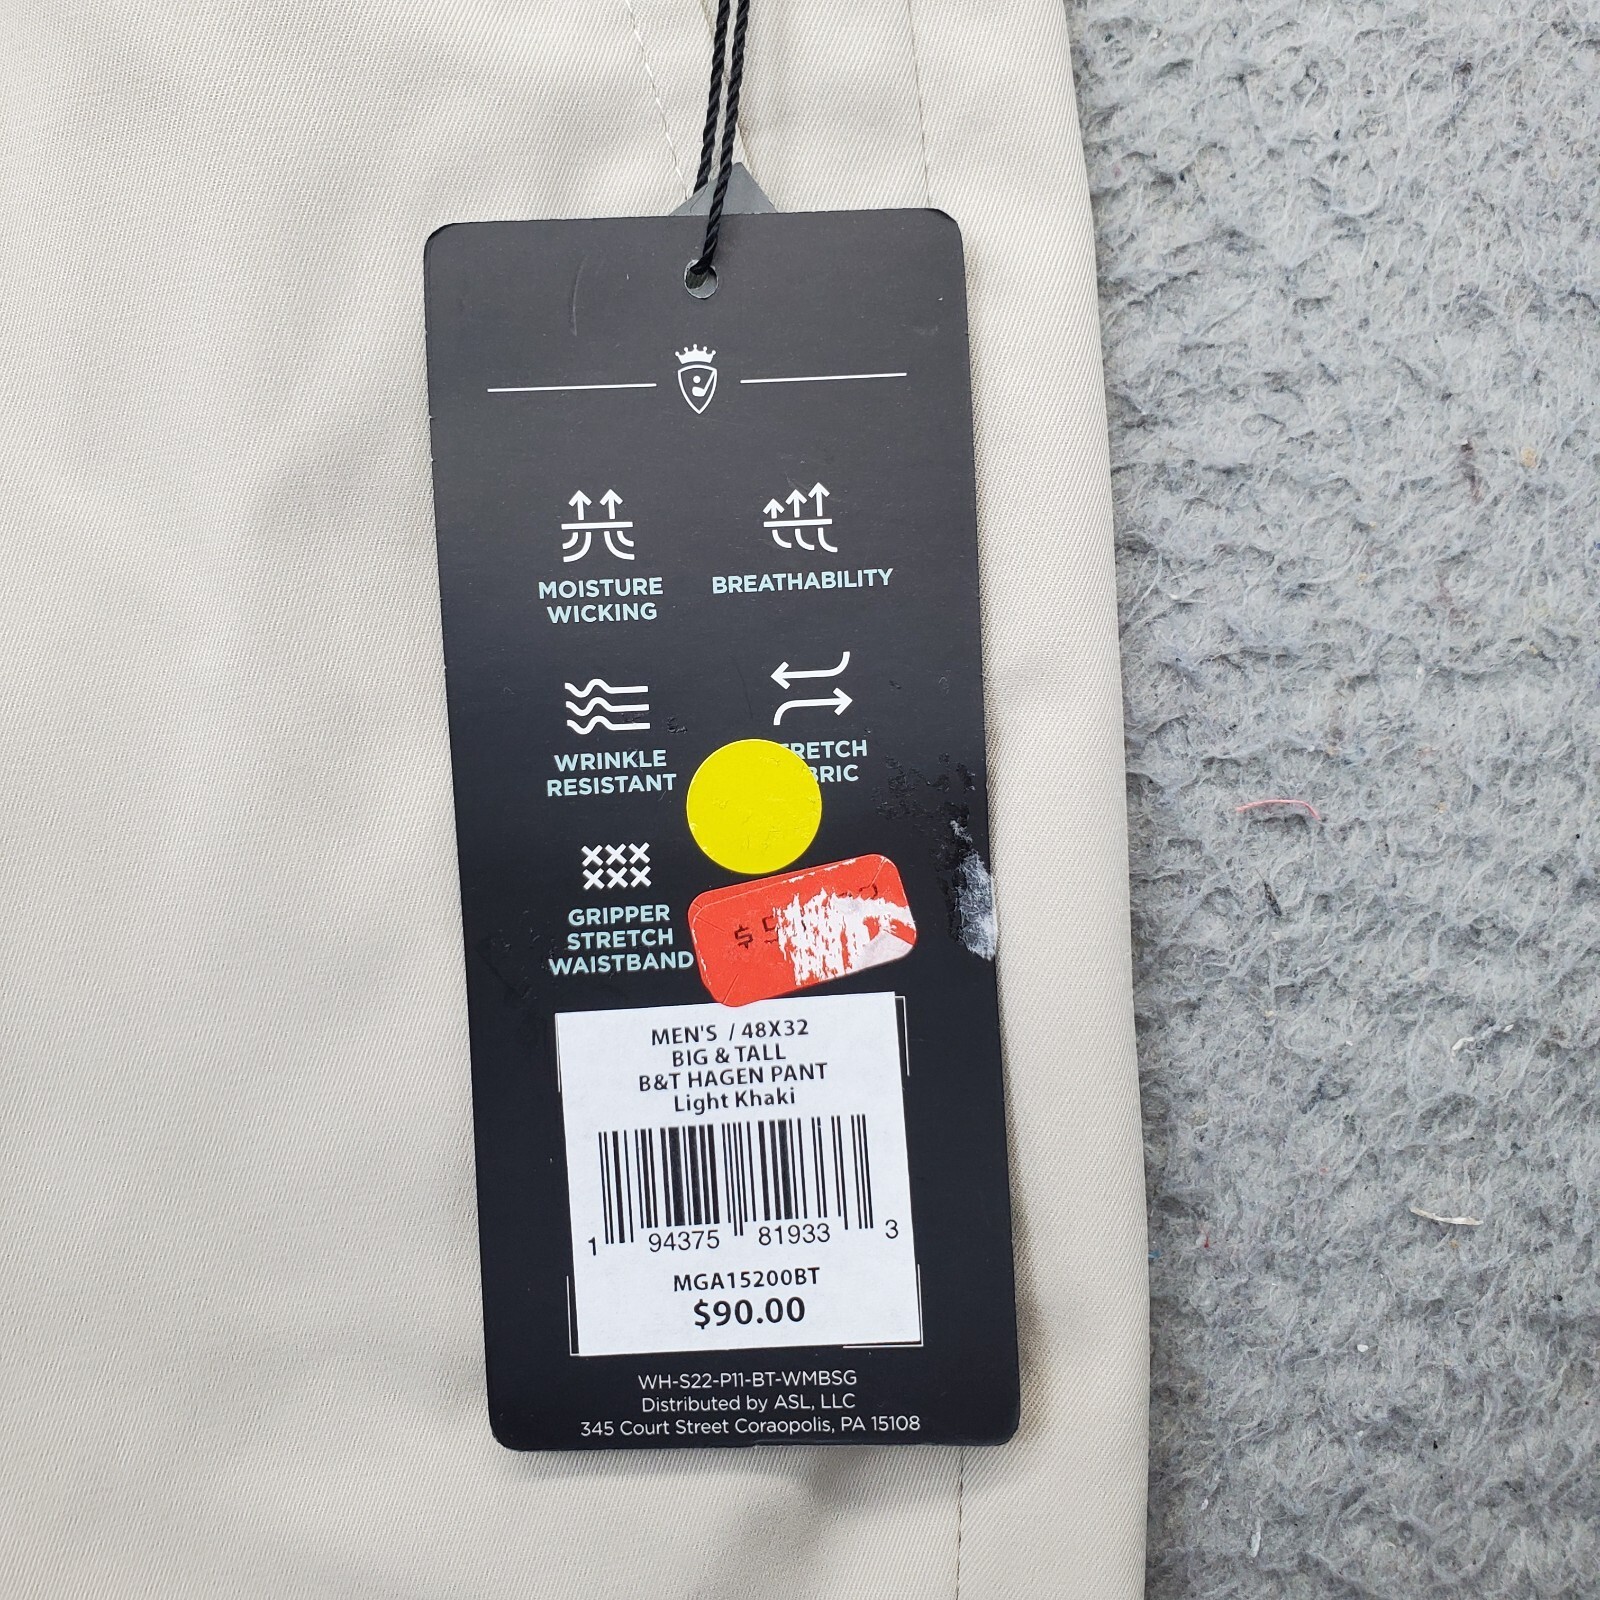 MOISTURE
WICKING
BREATHABILITY
WRINKLE
RESISTANT
GRIPPER
STRETCH
WAISTBAND
MEN'S / 48X32
BIG & TALL
B&T HAGEN PANT
Light Khaki
1 94375 81933 3
MGA15200BT
$90.00
WH-S22-P11-BT-WMBSG
Distributed by ASL, LLC
345 Court Street Coraopolis, PA 15108